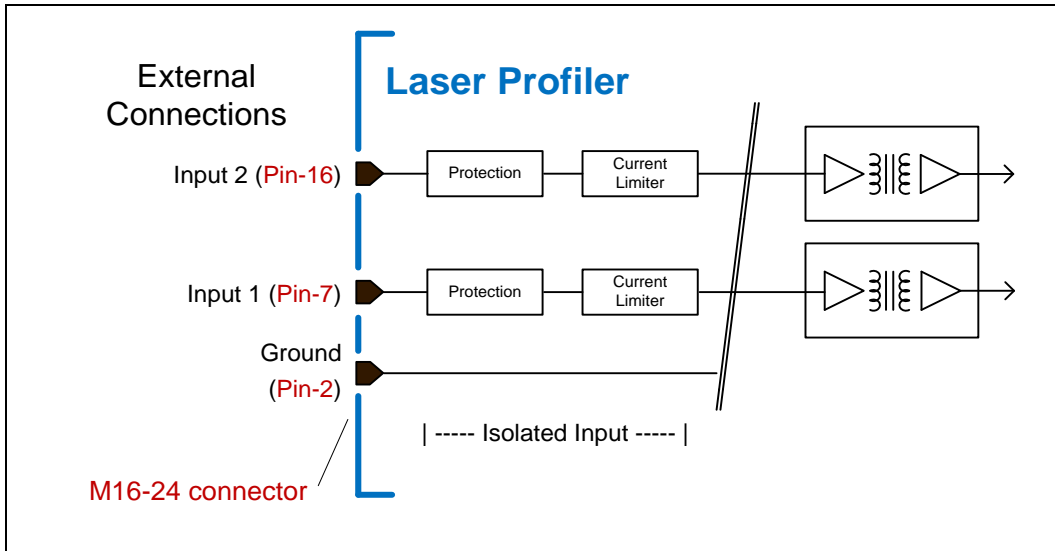 External
Connections
Laser Profiler
Input 2 (Pin-16)
Protection
Current
Limiter
Input 1 (Pin-7)
Protection
Current
Limiter
Ground
(Pin-2)
| ----- Isolated Input ----- |
M16-24 connector